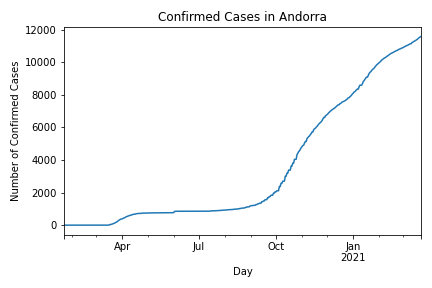 Confirmed Cases in Andorra
12000
10000
8000
6000
4000
2000
0
Number of Confirmed Cases
Apr
Jul
Oct
Jan
2021
Day